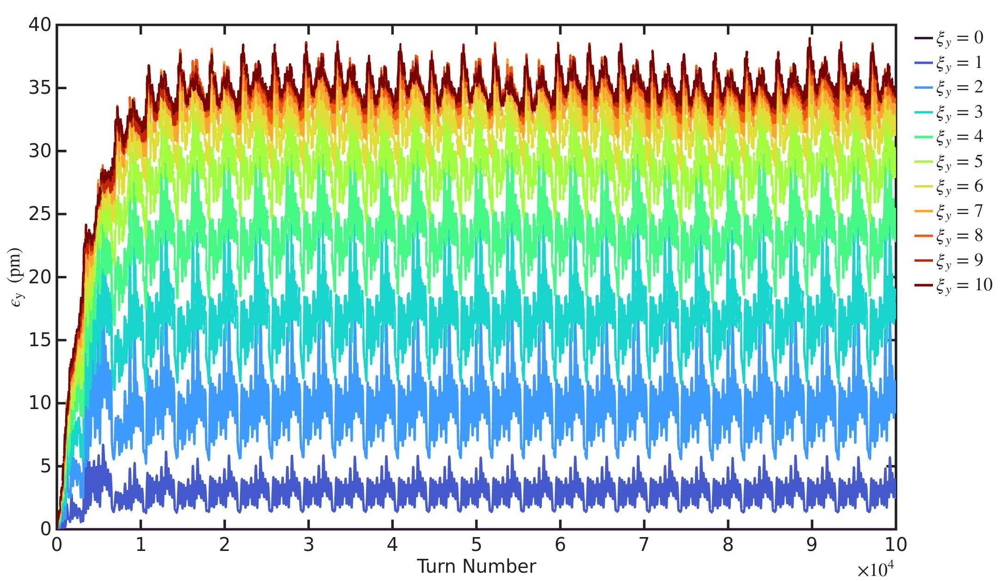 40
35
30
25
20
15
10
5
0
ϵy (pm)
0 1 2 3 4 5 6 7 8 9 10
Turn Number
×10⁴
ξy = 0
ξy = 1
ξy = 2
ξy = 3
ξy = 4
ξy = 5
ξy = 6
ξy = 7
ξy = 8
ξy = 9
ξy = 10